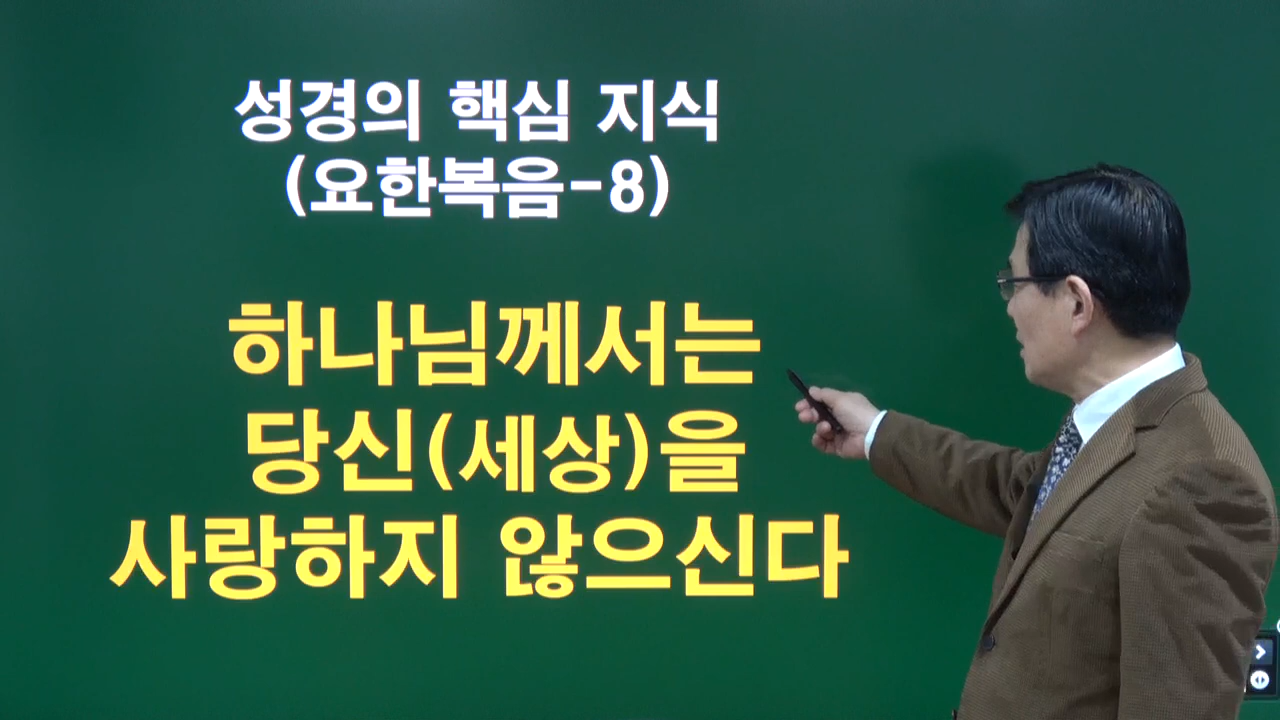 성경의 핵심 지식
(요한복음-8)
하나님께서는
당신(세상)을
사랑하지 않으신다